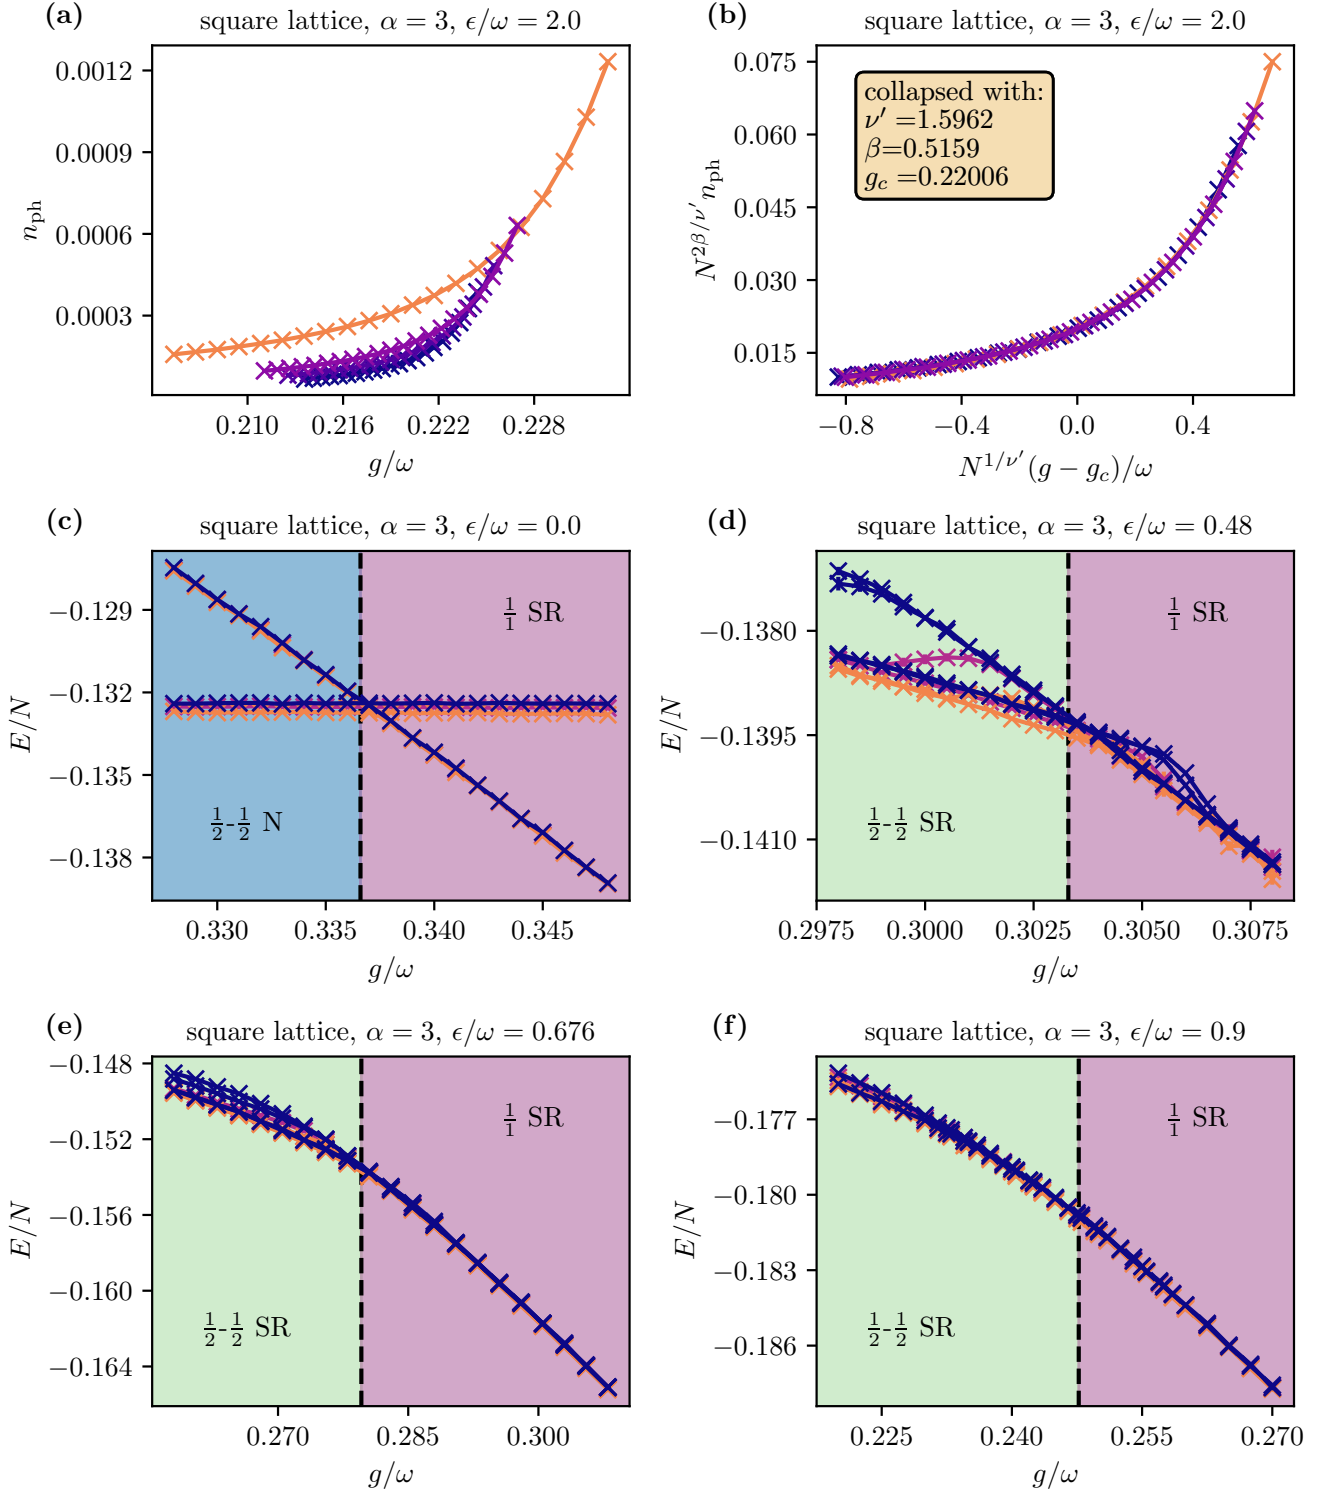 (a) square lattice, α = 3, ϵ/ω = 2.0
n_ph
0.0012
0.0009
0.0006
0.0003
0.210 0.216 0.222 0.228
g/ω
(b) square lattice, α = 3, ϵ/ω = 2.0
N^{2β/ν′} n_ph
0.075
0.060
0.045
0.030
0.015
collapsed with:
ν′ =1.5962
β=0.5159
g_c =0.22006
−0.8 −0.4 0.0 0.4
N^{1/ν′}(g − g_c)/ω
(c) square lattice, α = 3, ϵ/ω = 0.0
E/N
−0.129
−0.132
−0.135
−0.138
1/1 SR
1/2-1/2 N
0.330 0.335 0.340 0.345
g/ω
(d) square lattice, α = 3, ϵ/ω = 0.48
E/N
−0.1380
−0.1395
−0.1410
1/1 SR
1/2-1/2 SR
0.2975 0.3000 0.3025 0.3050 0.3075
g/ω
(e) square lattice, α = 3, ϵ/ω = 0.676
E/N
−0.148
−0.152
−0.156
−0.160
−0.164
1/1 SR
1/2-1/2 SR
0.270 0.285 0.300
g/ω
(f) square lattice, α = 3, ϵ/ω = 0.9
E/N
−0.177
−0.180
−0.183
−0.186
1/1 SR
1/2-1/2 SR
0.225 0.240 0.255 0.270
g/ω